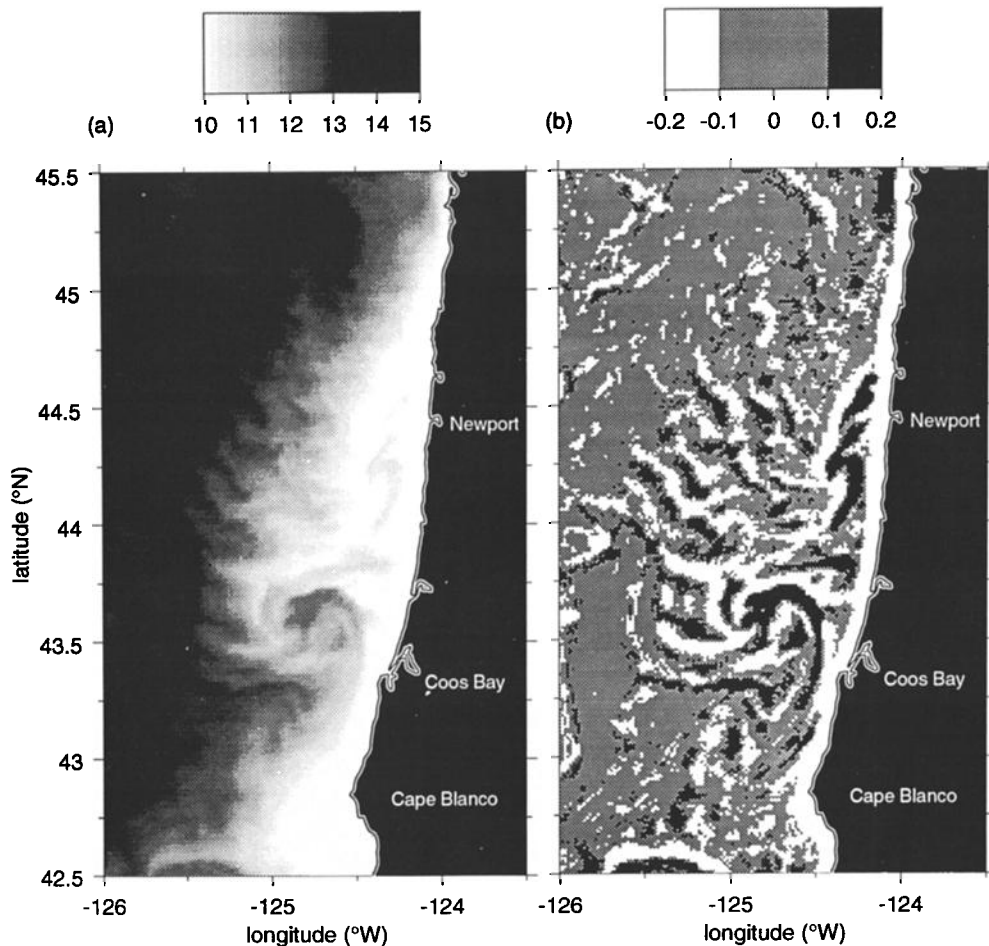 (a)
10 11 12 13 14 15
(b)
-0.2 -0.1 0 0.1 0.2
45.5
45
44.5
44
43.5
43
42.5
latitude (°N)
Newport
Coos Bay
Cape Blanco
-126 -125 -124
longitude (°W)
Newport
Coos Bay
Cape Blanco
-126 -125 -124
longitude (°W)